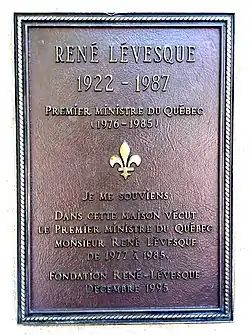 RENÉ LÉVESQUE
1922 - 1987
PREMIER MINISTRE DU QUÉBEC
(1976-1985)
JE ME SOUVIENS
DANS CETTE MAISON VÉCUT
LE PREMIER MINISTRE DU QUÉBEC
MONSIEUR RENÉ LÉVESQUE
DE 1977 À 1985.
FONDATION RENÉ-LÉVESQUE
DÉCEMBRE 1995